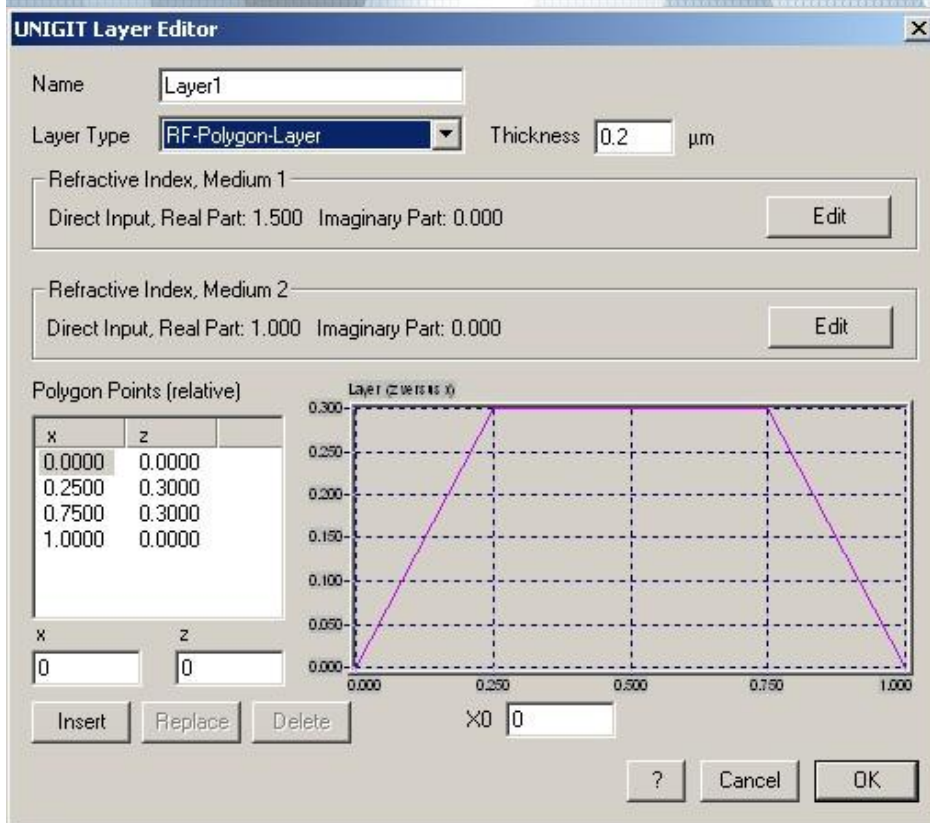 UNIGIT Layer Editor
Name Layer1
Layer Type RF-Polygon-Layer Thickness 0.2 µm
Refractive Index, Medium 1
Direct Input, Real Part: 1.500 Imaginary Part: 0.000 Edit
Refractive Index, Medium 2
Direct Input, Real Part: 1.000 Imaginary Part: 0.000 Edit
Polygon Points (relative)
x z
0.0000 0.0000
0.2500 0.3000
0.7500 0.3000
1.0000 0.0000
x z
0 0
Insert Replace Delete
Layer (z versus x)
0.300
0.250
0.200
0.150
0.100
0.050
0.000
0.000 0.250 0.500 0.750 1.000
X0 0
? Cancel OK